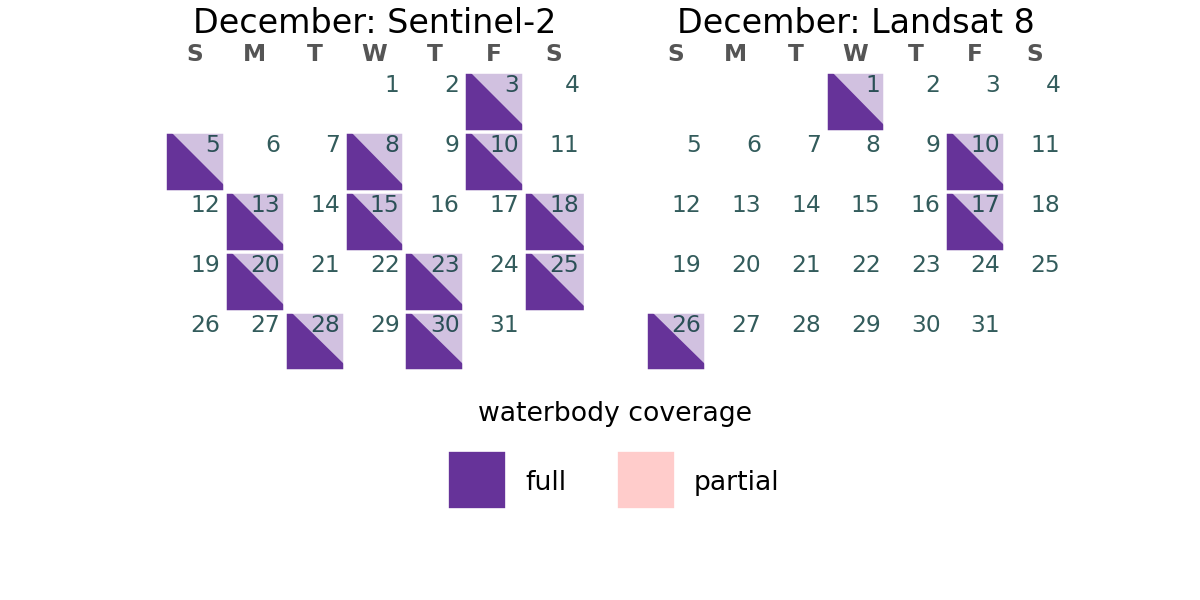 December: Sentinel-2
S M T W T F S
1 2 3 4
5 6 7 8 9 10 11
12 13 14 15 16 17 18
19 20 21 22 23 24 25
26 27 28 29 30 31
December: Landsat 8
S M T W T F S
1 2 3 4
5 6 7 8 9 10 11
12 13 14 15 16 17 18
19 20 21 22 23 24 25
26 27 28 29 30 31
waterbody coverage
full partial